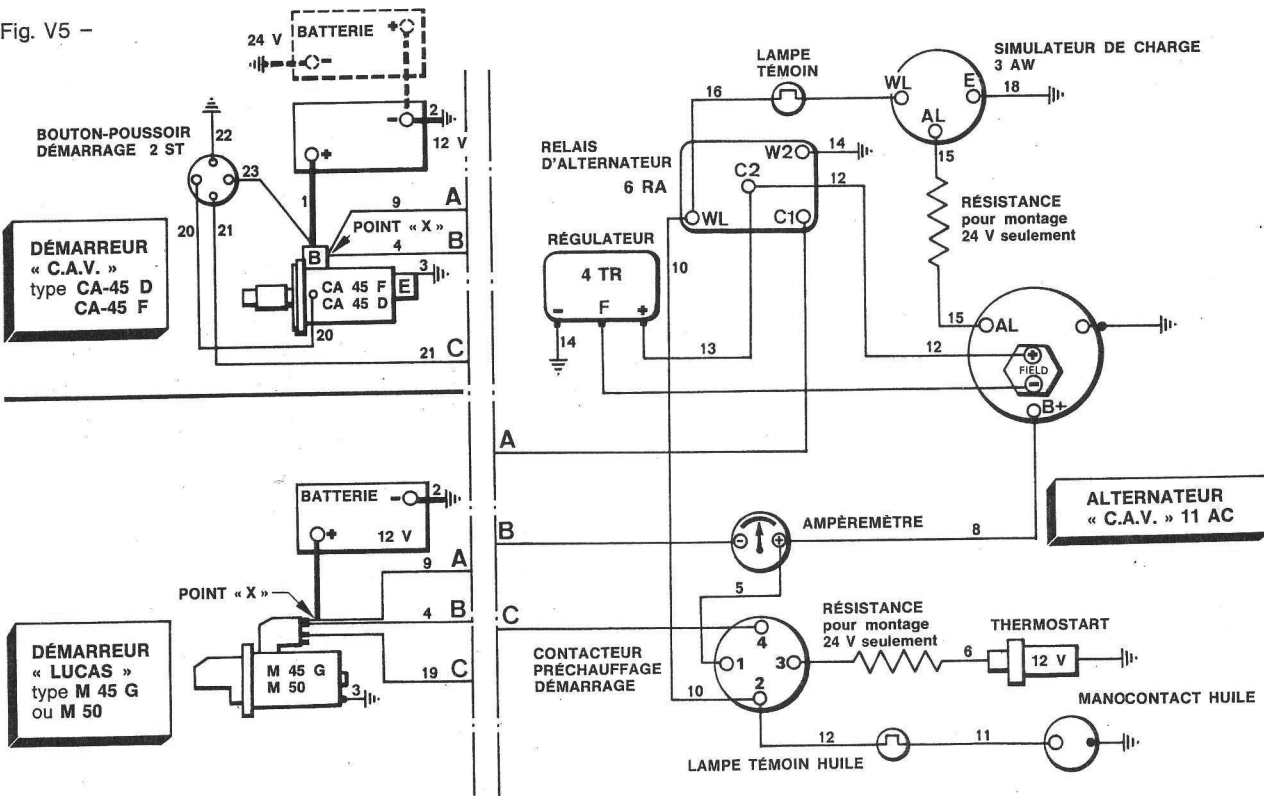 Fig. V5 –
24 V
BATTERIE
+
-
2
12 V
-
+
22
BOUTON-POUSSOIR
DÉMARRAGE 2 ST
23
1
9
A
POINT « X »
20
21
4
B
B
3
E
CA 45 F
CA 45 D
20
21
C
DÉMARREUR
« C.A.V. »
type CA-45 D
CA-45 F
BATTERIE
-
2
+
12 V
9
A
POINT « X »
4
B
19
C
M 45 G
M 50
3
DÉMARREUR
« LUCAS »
type M 45 G
ou M 50
LAMPE
TÉMOIN
16
SIMULATEUR DE CHARGE
3 AW
WL
E
18
AL
15
RELAIS
D'ALTERNATEUR
6 RA
W2
14
C2
12
WL
C1
RÉSISTANCE
pour montage
24 V seulement
RÉGULATEUR
4 TR
-
F
+
10
14
13
12
15
AL
+
FIELD
-
B+
A
ALTERNATEUR
« C.A.V. » 11 AC
B
-
+
AMPÈREMÈTRE
8
5
C
CONTACTEUR
PRÉCHAUFFAGE
DÉMARRAGE
4
1
3
2
10
RÉSISTANCE
pour montage
24 V seulement
6
THERMOSTART
12 V
MANOCONTACT HUILE
12
11
LAMPE TÉMOIN HUILE